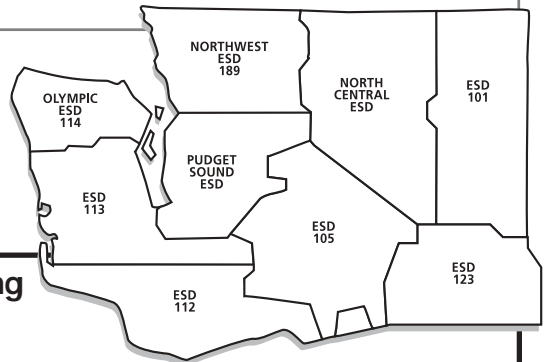 NORTHWEST
ESD
189
NORTH
CENTRAL
ESD
ESD
101
OLYMPIC
ESD
114
PUDGET
SOUND
ESD
ESD
113
ESD
105
ESD
123
ng
ESD
112